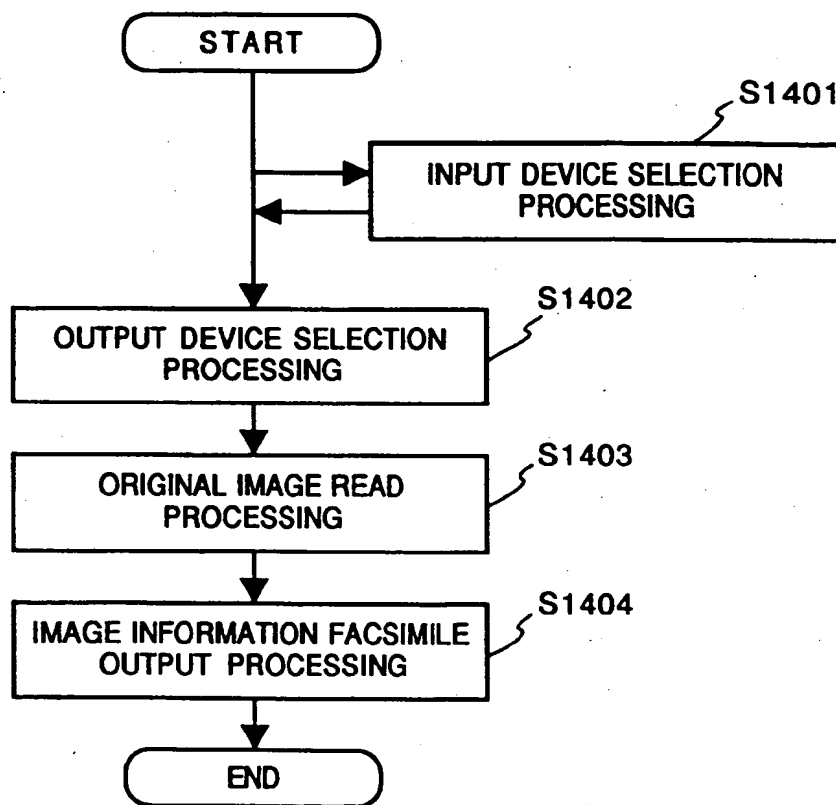 START
S1401
INPUT DEVICE SELECTION
PROCESSING
S1402
OUTPUT DEVICE SELECTION
PROCESSING
S1403
ORIGINAL IMAGE READ
PROCESSING
S1404
IMAGE INFORMATION FACSIMILE
OUTPUT PROCESSING
END